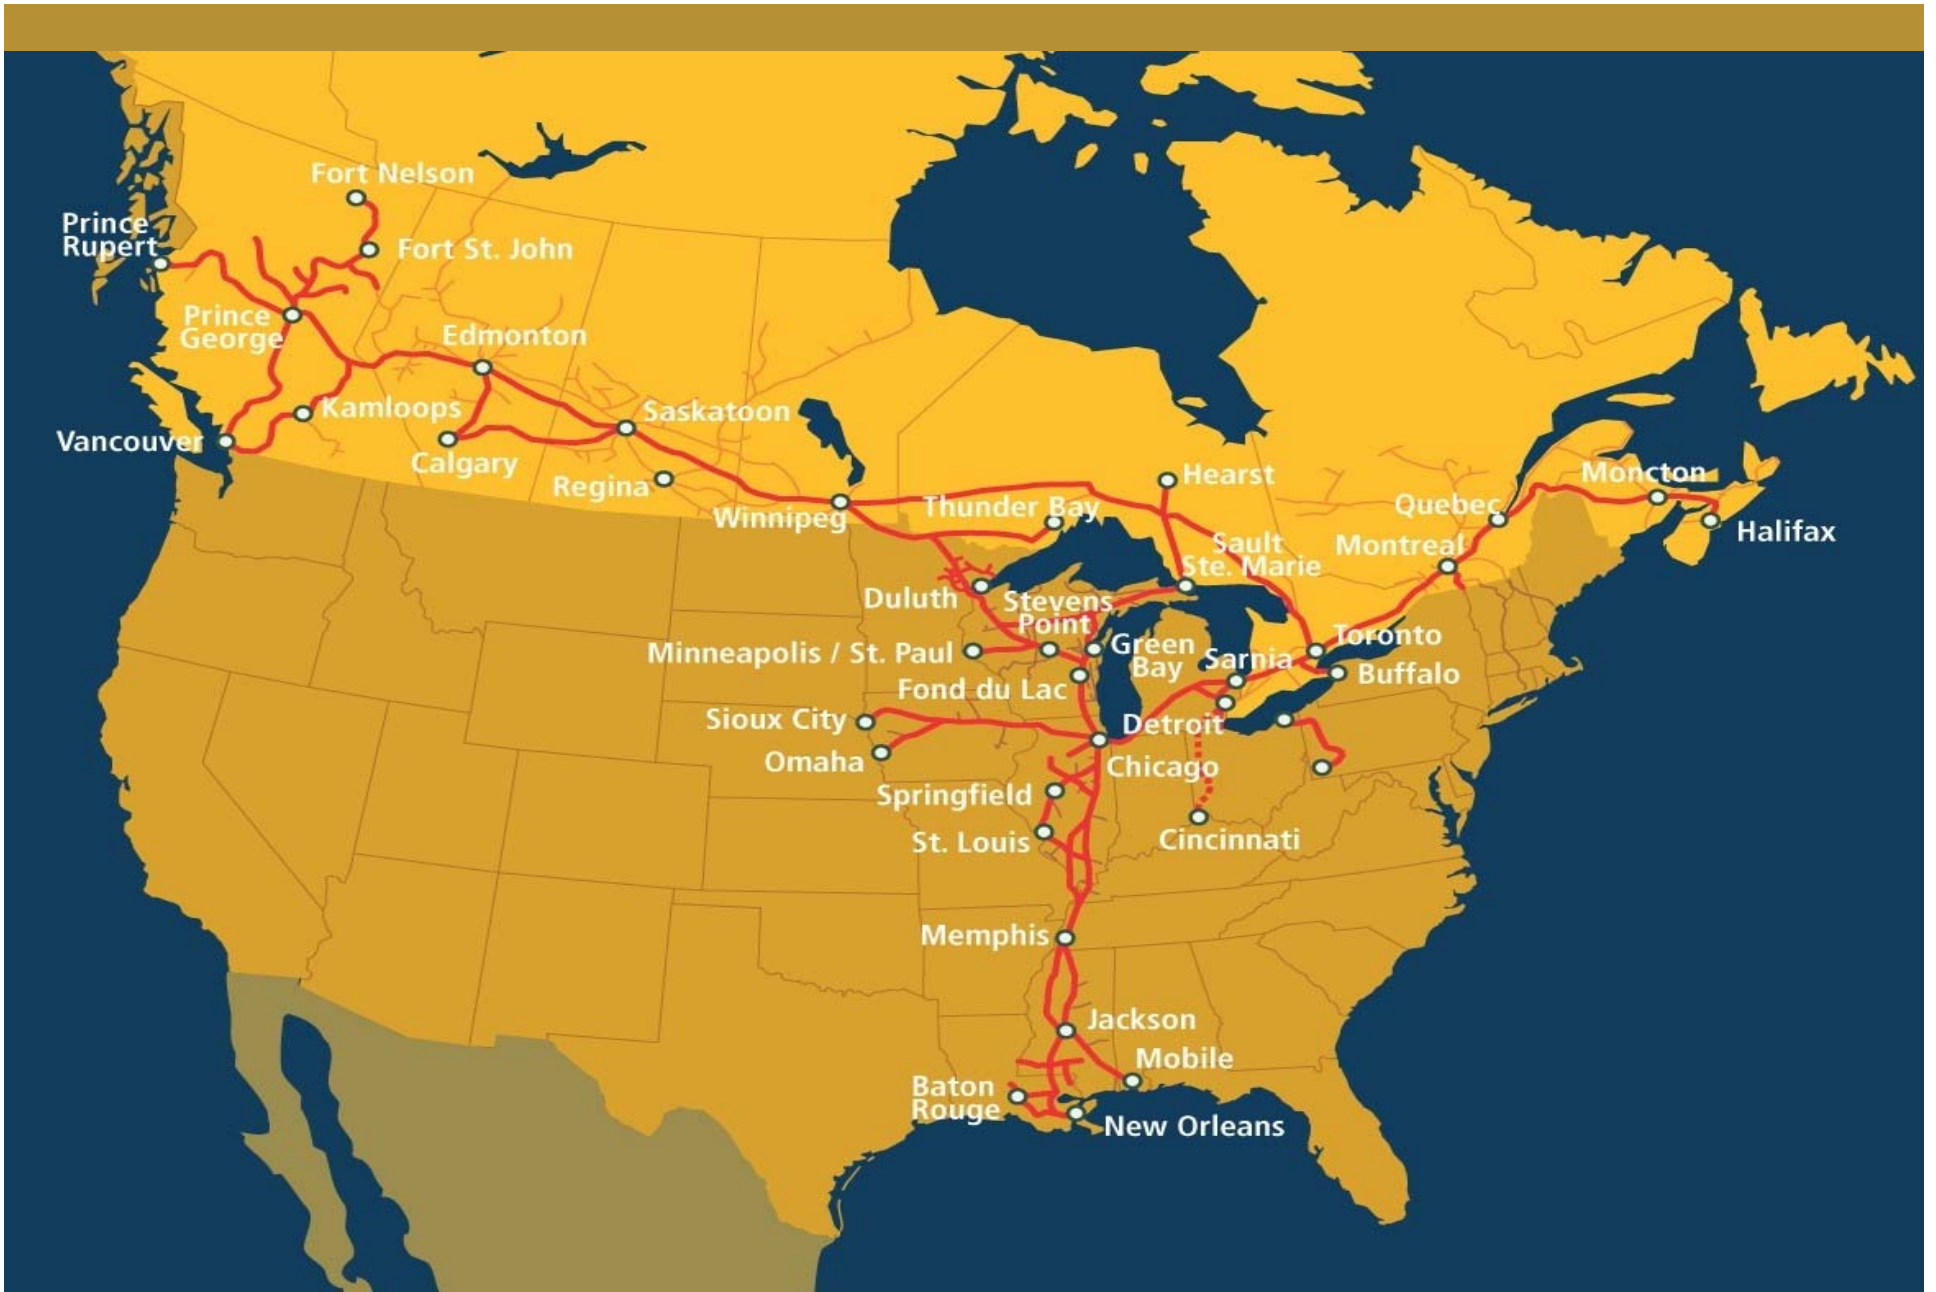 Fort Nelson
Prince
Rupert
Fort St. John
Prince
George
Edmonton
Kamloops
Saskatoon
Vancouver
Calgary
Regina
Winnipeg
Thunder Bay
Hearst
Moncton
Quebec
Halifax
Montreal
Sault
Ste. Marie
Duluth
Stevens
Point
Minneapolis / St. Paul
Green
Bay
Sarnia
Toronto
Buffalo
Fond du Lac
Sioux City
Detroit
Omaha
Chicago
Springfield
St. Louis
Cincinnati
Memphis
Jackson
Mobile
Baton
Rouge
New Orleans